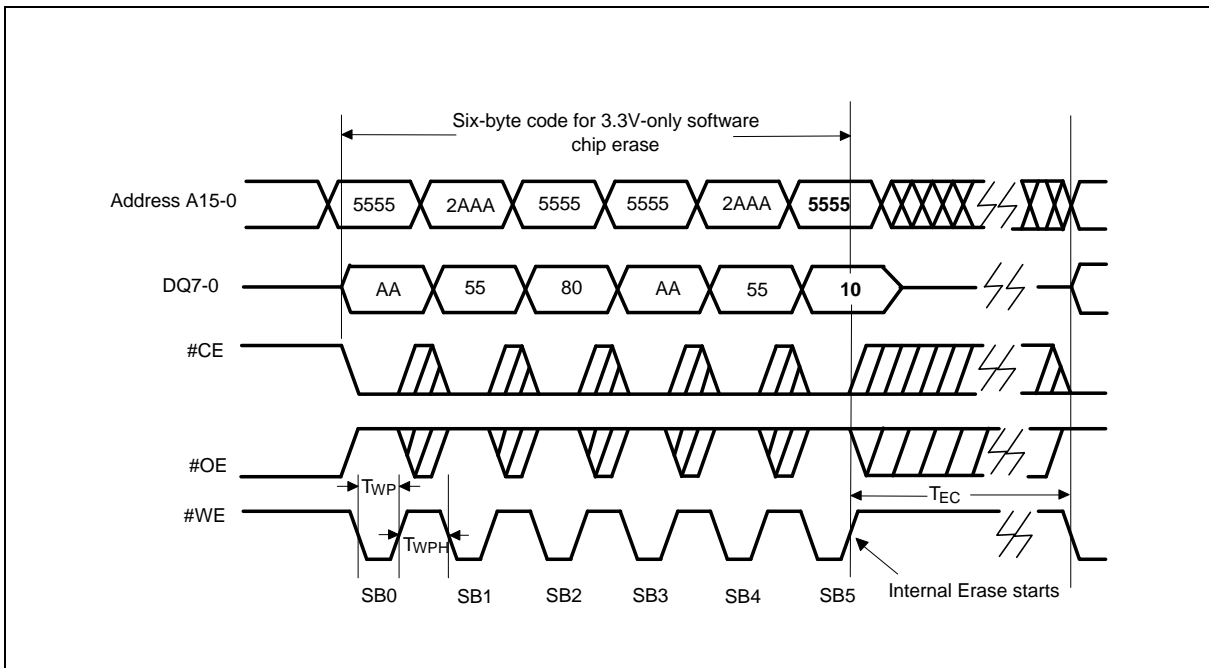 Six-byte code for 3.3V-only software
chip erase
Address A15-0
5555 2AAA 5555 5555 2AAA 5555
DQ7-0
AA 55 80 AA 55 10
#CE
#OE
TWP
TEC
#WE
TWPH
SB0 SB1 SB2 SB3 SB4 SB5
Internal Erase starts